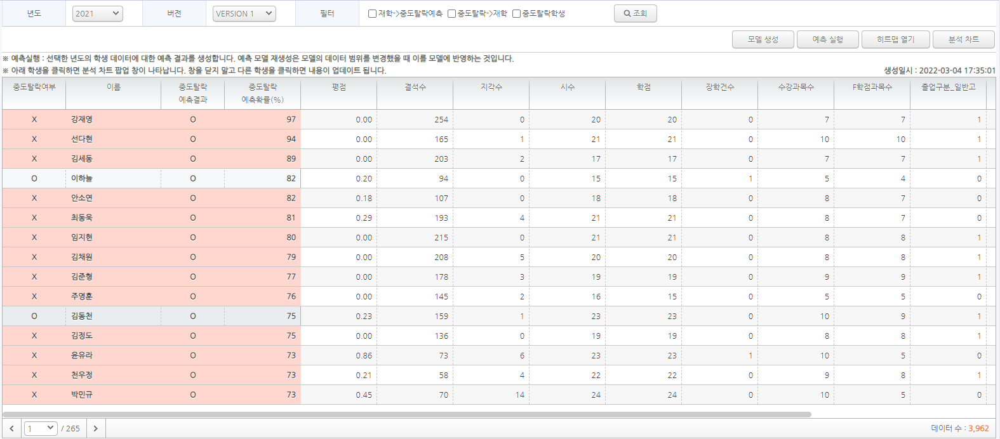 년도 2021 버전 VERSION 1 필터 재학->중도탈락예측 중도탈락->재학 중도탈락학생 조회
모델 생성 예측 실행 히트맵 열기 분석 차트
※ 예측실행 : 선택한 년도의 학생 데이터에 대한 예측 결과를 생성합니다. 예측 모델 재생성은 모델의 데이터 범위를 변경했을 때 이를 모델에 반영하는 것입니다.
※ 아래 학생을 클릭하면 분석 차트 팝업 창이 나타납니다. 창을 닫지 말고 다른 학생을 클릭하면 내용이 업데이트 됩니다. 생성일시 : 2022-03-04 17:35:01
중도탈락여부 이름 중도탈락 중도탈락 평점 결석수 지각수 시수 학점 장학건수 수강과목수 F학점과목수 졸업구분_일반고
예측결과 예측확률(%)
X 강재영 O 97 0.00 254 0 20 20 0 7 7 1
X 선다현 O 94 0.00 165 1 21 21 0 10 10 1
X 김세동 O 89 0.00 203 2 17 17 0 7 7 1
O 이하늘 O 82 0.20 94 0 15 15 1 5 4 0
X 안소연 O 82 0.18 107 0 18 18 0 8 7 0
X 최동욱 O 81 0.29 193 4 21 21 0 8 7 0
X 임지현 O 80 0.00 215 0 21 21 0 8 8 1
X 김채원 O 79 0.00 208 5 20 20 0 8 8 1
X 김준형 O 77 0.00 178 3 19 19 0 9 9 1
X 주영훈 O 76 0.00 145 2 16 15 0 5 5 0
O 김동천 O 75 0.23 159 1 23 23 0 10 9 1
X 김정도 O 75 0.00 136 0 19 19 0 8 8 1
X 윤유라 O 73 0.86 73 6 23 23 1 10 5 0
X 천우정 O 73 0.21 58 4 22 22 0 9 8 1
X 박민규 O 73 0.45 70 14 24 24 0 10 5 0
1 / 265 데이터 수 : 3,962